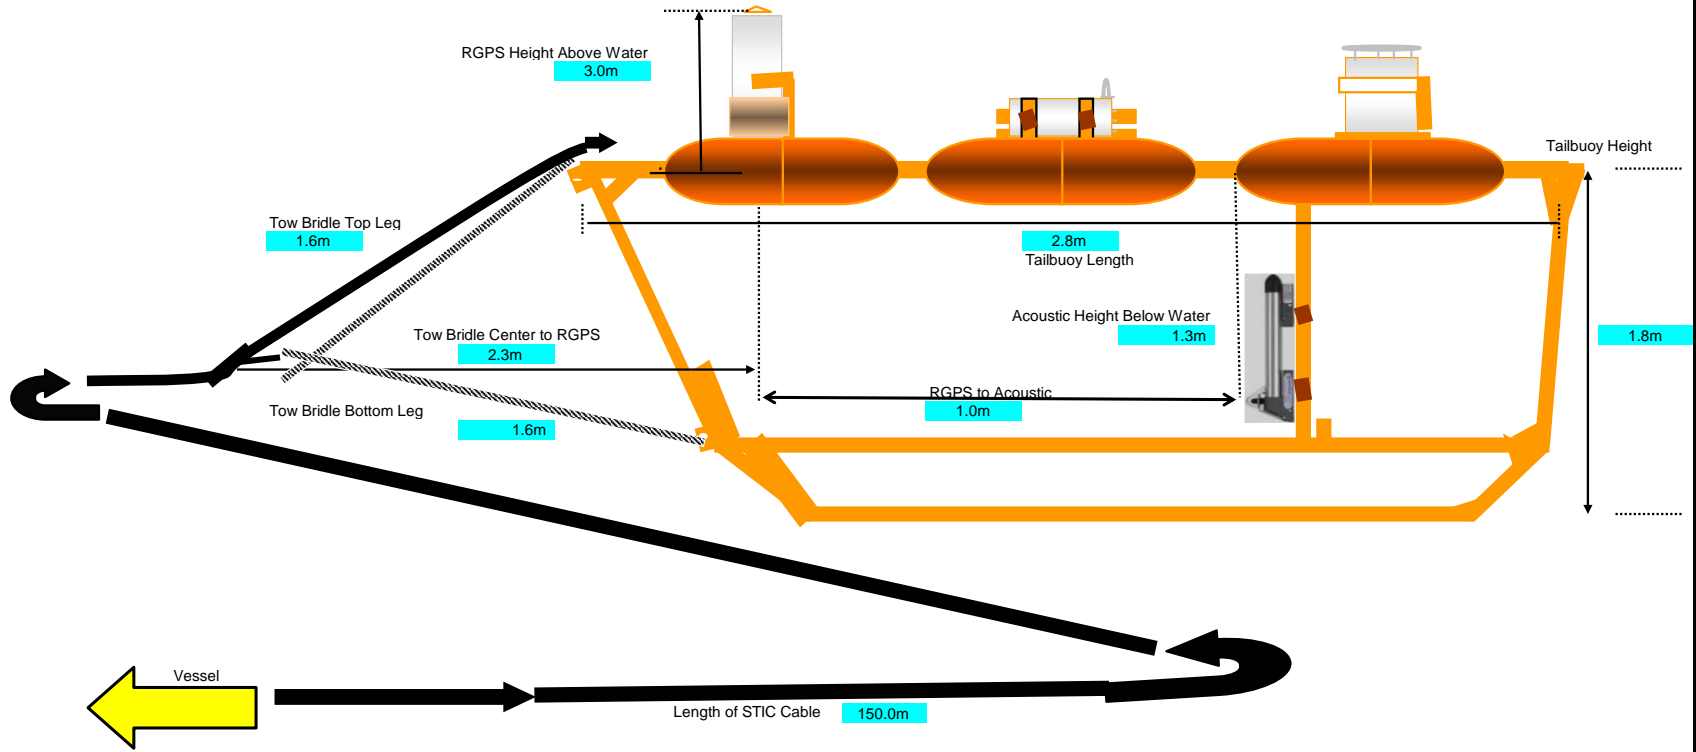 RGPS Height Above Water
3.0m
Tailbuoy Height
Tow Bridle Top Leg
1.6m
2.8m
Tailbuoy Length
Acoustic Height Below Water
1.3m
1.8m
Tow Bridle Center to RGPS
2.3m
RGPS to Acoustic
1.0m
Tow Bridle Bottom Leg
1.6m
Vessel
Length of STIC Cable
150.0m